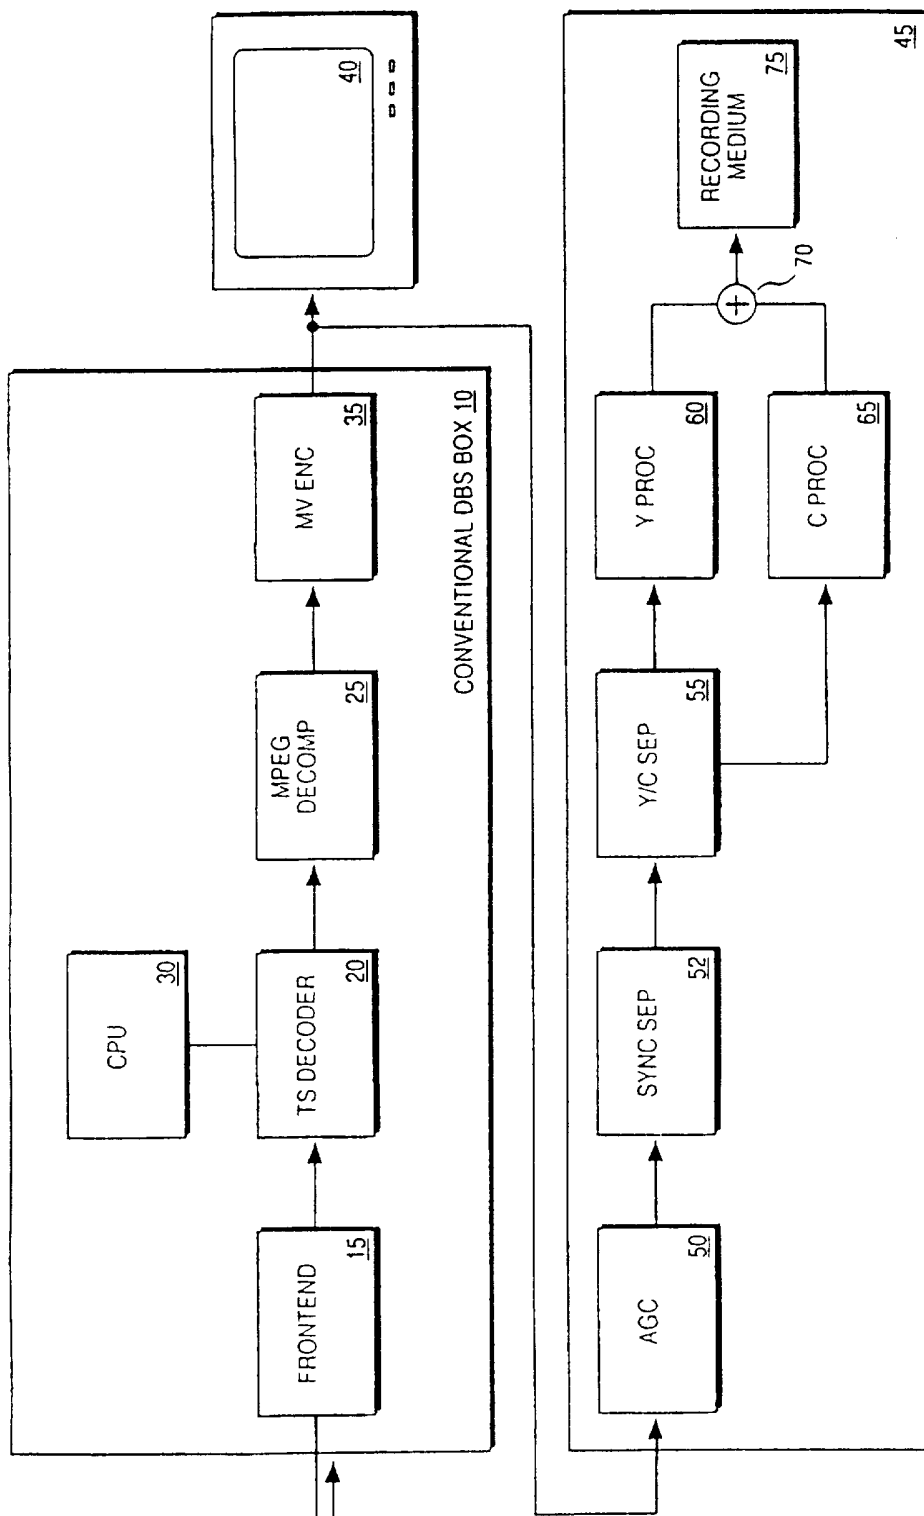 CPU
30
FRONTEND
15
TS DECODER
20
MPEG
DECOMP
25
MV ENC
35
40
CONVENTIONAL DBS BOX 10
AGC
50
SYNC SEP
52
Y/C SEP
55
Y PROC
60
C PROC
65
70
RECORDING
MEDIUM
75
45